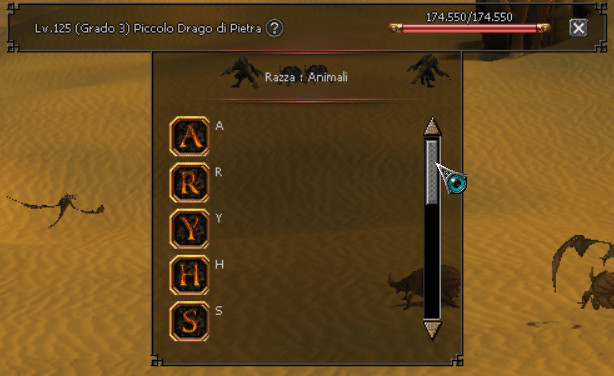 174.550/174.550
Lv.125 (Grado 3) Piccolo Drago di Pietra ?
Razza : Animali
A A
R R
Y Y
H H
S S